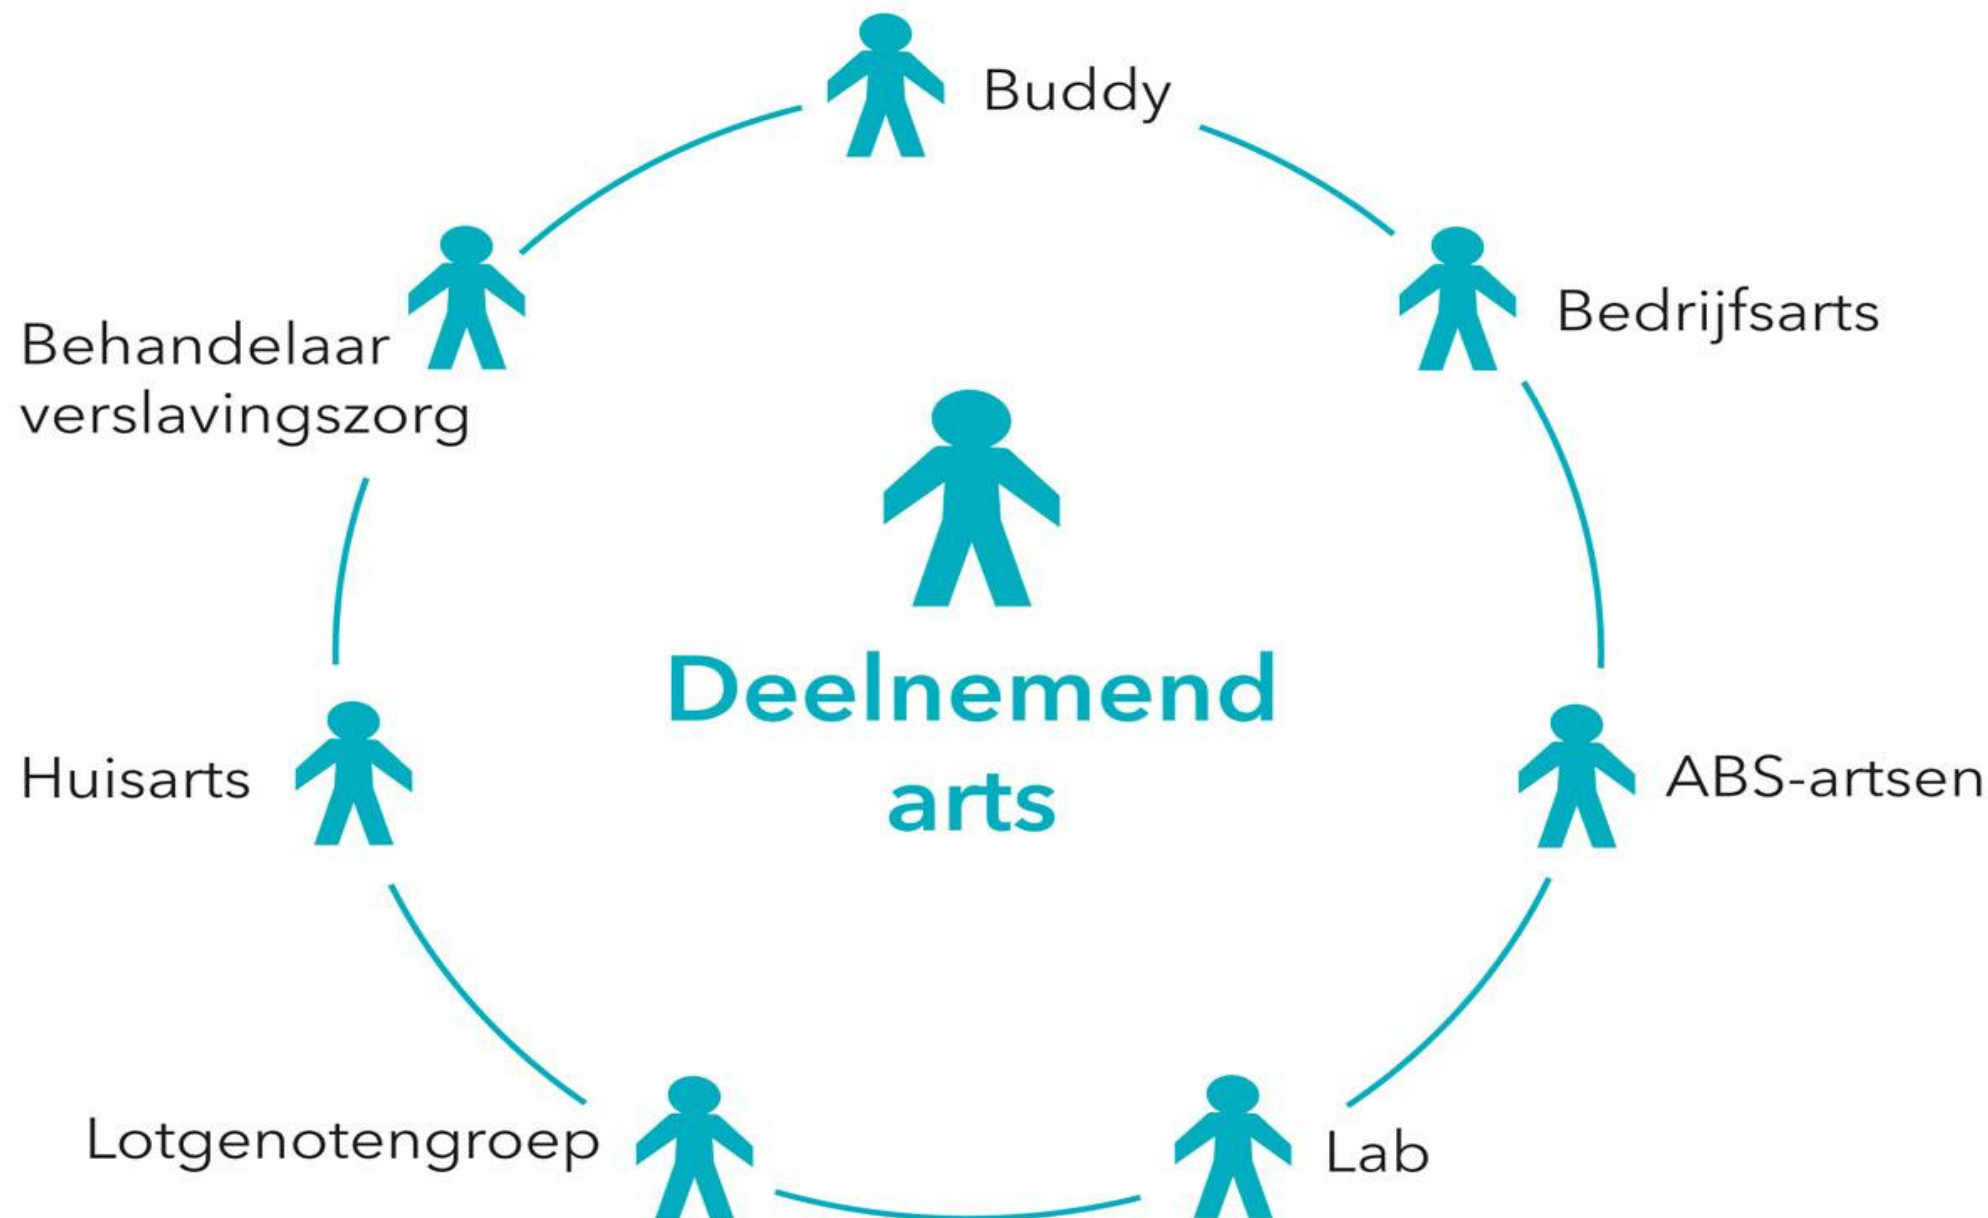 Buddy
Bedrijfsarts
Behandelaar
verslavingszorg
Deelnemend
arts
Huisarts
ABS-artsen
Lotgenotengroep
Lab